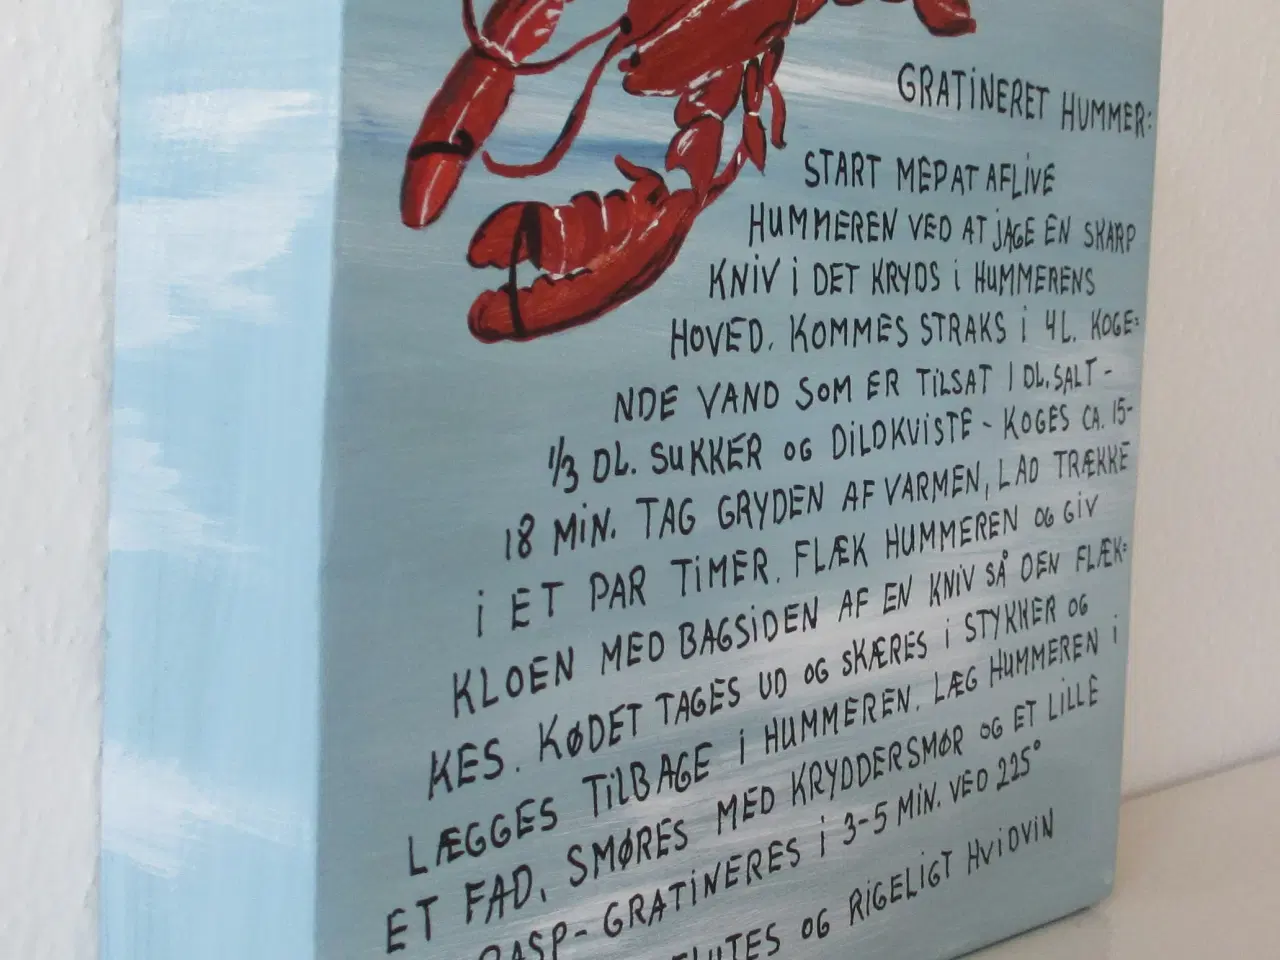 GRATINERET HUMMER:
START MEPAT AFLIVE
HUMMEREN VED AT JAGE EN SKARP
KNIV I DET KRYDS I HUMMERENS
HOVED. KOMMES STRAKS I 4L. KOGE=
NDE VAND SOM ER TILSAT 1 DL. SALT -
1/3 DL. SUKKER OG DILDKVISTE - KOGES CA. 15-
18 MIN. TAG GRYDEN AF VARMEN, LAD TRÆKKE
I ET PAR TIMER. FLÆK HUMMEREN OG GIV
KLOEN MED BAGSIDEN AF EN KNIV SÅ DEN FLÆK=
KES. KØDET TAGES UD OG SKÆRES I STYKKER OG
LÆGGES TILBAGE I HUMMEREN. LÆG HUMMEREN I
ET FAD, SMØRES MED KRYDDERSMØR OG ET LILLE
RASP- GRATINERES I 3-5 MIN. VED 225°
FLUTES OG RIGELIGT HVIDVIN